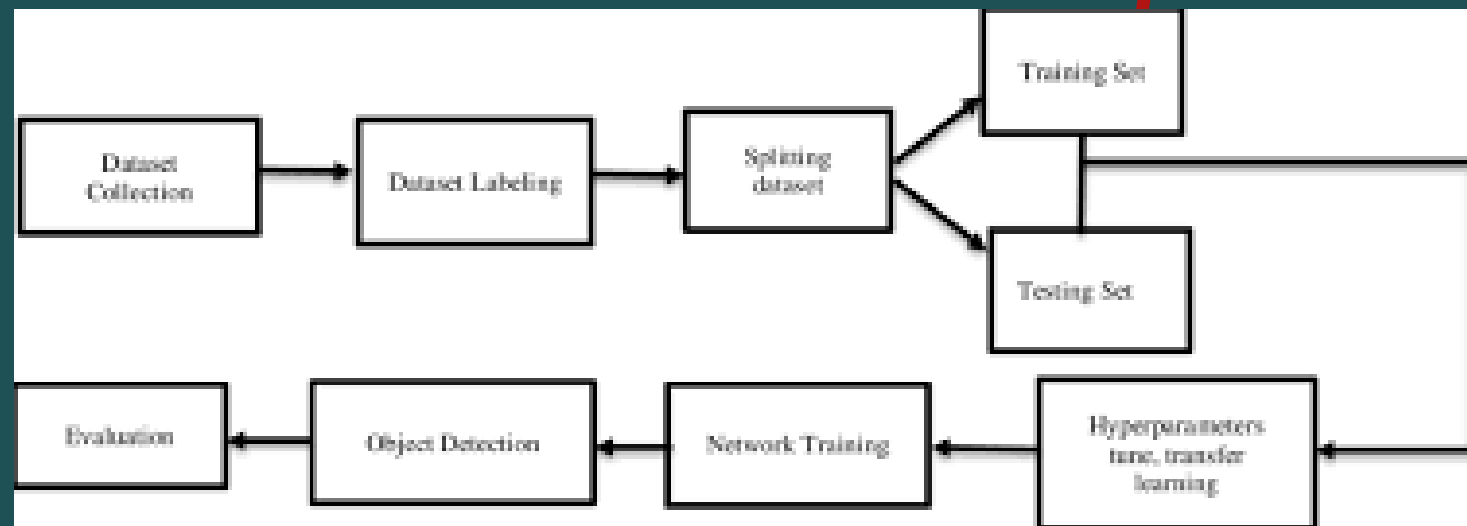 Training Set
Dataset
Collection
Dataset Labeling
Splitting
dataset
Testing Set
Evaluation
Object Detection
Network Training
Hyperparameters
tune, transfer
learning